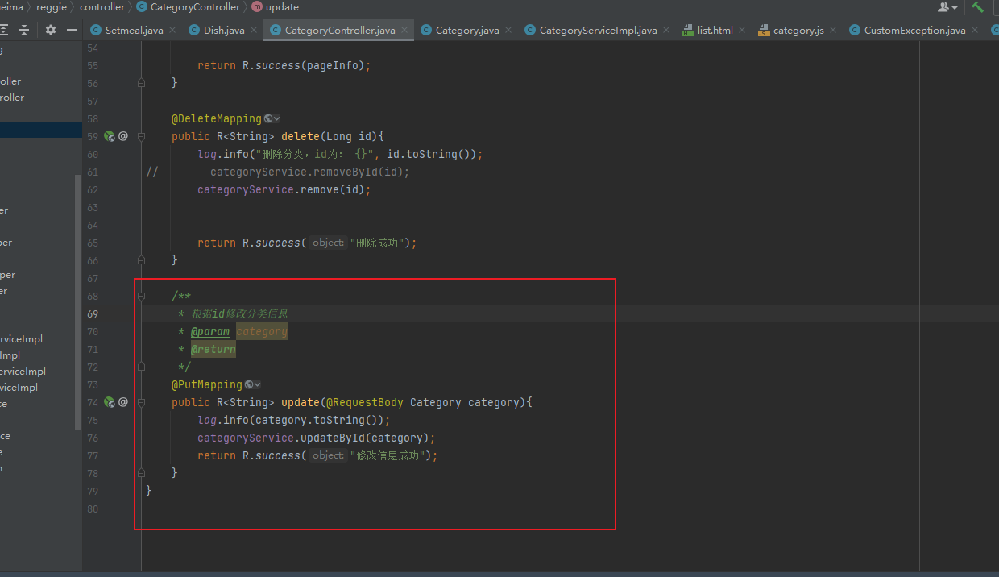 eima 〉 reggie 〉 controller 〉 CategoryController 〉 update
Setmeal.java × Dish.java × CategoryController.java × Category.java × CategoryServiceImpl.java × list.html × category.js × CustomException.java ×
54
55 return R.success(pageInfo);
56 }
57
58 @DeleteMapping
59 @ public R<String> delete(Long id){
60 log.info("删除分类,id为: {}", id.toString());
61 // categoryService.removeById(id);
62 categoryService.remove(id);
63
64
65 return R.success( object: "删除成功");
66 }
67
68 /**
69 * 根据id修改分类信息
70 * @param category
71 * @return
72 */
73 @PutMapping
74 @ public R<String> update(@RequestBody Category category){
75 log.info(category.toString());
76 categoryService.updateById(category);
77 return R.success( object: "修改信息成功");
78 }
79 }
80
g
oller
roller
er
per
per
er
rviceImpl
Impl
erviceImpl
viceImpl
te
ce
e
n